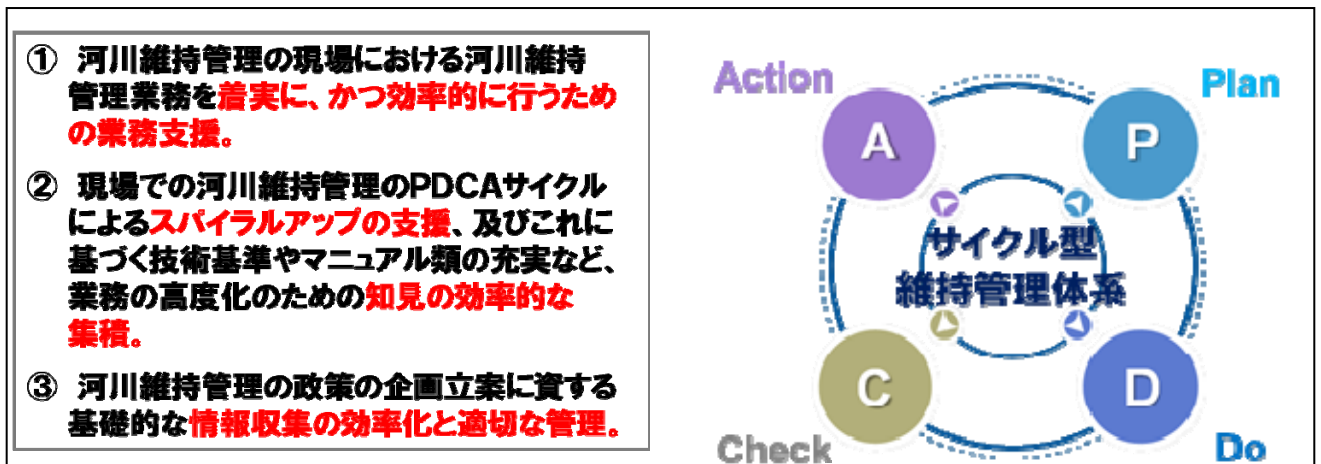 ① 河川維持管理の現場における河川維持
管理業務を着実に、かつ効率的に行うため
の業務支援。
② 現場での河川維持管理のPDCAサイクル
によるスパイラルアップの支援、及びこれに
基づく技術基準やマニュアル類の充実など、
業務の高度化のための知見の効率的な
集積。
③ 河川維持管理の政策の企画立案に資する
基礎的な情報収集の効率化と適切な管理。
Action
Plan
A
P
サイクル型
維持管理体系
C
D
Check
Do